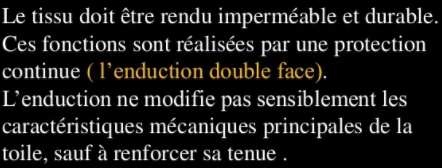 Le tissu doit être rendu imperméable et durable.
Ces fonctions sont réalisées par une protection
continue ( l’enduction double face).
L’enduction ne modifie pas sensiblement les
caractéristiques mécaniques principales de la
toile, sauf à renforcer sa tenue .